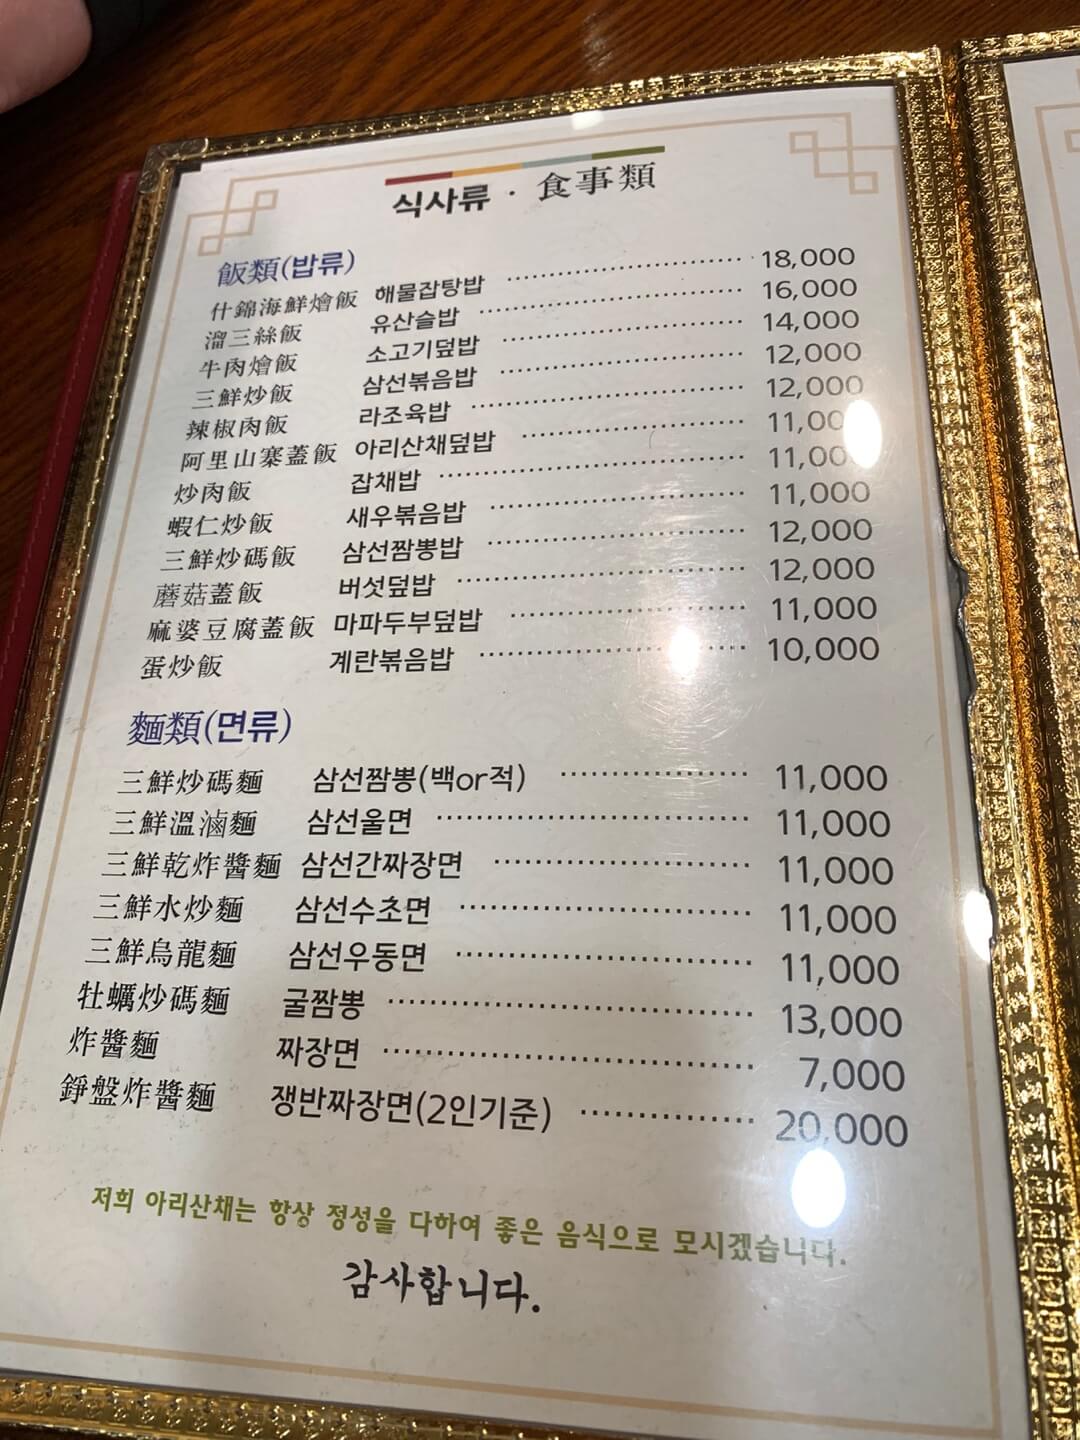 식사류 · 食事類
飯類(밥류)
什錦海鮮燴飯 해물잡탕밥 18,000
溜三絲飯 유산슬밥 16,000
牛肉燴飯 소고기덮밥 14,000
三鮮炒飯 삼선볶음밥 12,000
辣椒肉飯 라조육밥 12,000
阿里山寨蓋飯 아리산채덮밥 11,000
炒肉飯 잡채밥 11,000
蝦仁炒飯 새우볶음밥 11,000
三鮮炒碼飯 삼선짬뽕밥 12,000
蘑菇蓋飯 버섯덮밥 12,000
麻婆豆腐蓋飯 마파두부덮밥 11,000
蛋炒飯 계란볶음밥 10,000
麵類(면류)
三鮮炒碼麵 삼선짬뽕(백or적) 11,000
三鮮溫滷麵 삼선울면 11,000
三鮮乾炸醬麵 삼선간짜장면 11,000
三鮮水炒麵 삼선수초면 11,000
三鮮烏龍麵 삼선우동면 11,000
牡蠣炒碼麵 굴짬뽕 13,000
炸醬麵 짜장면 7,000
錚盤炸醬麵 쟁반짜장면(2인기준) 20,000
저희 아리산채는 항상 정성을 다하여 좋은 음식으로 모시겠습니다.
감사합니다.